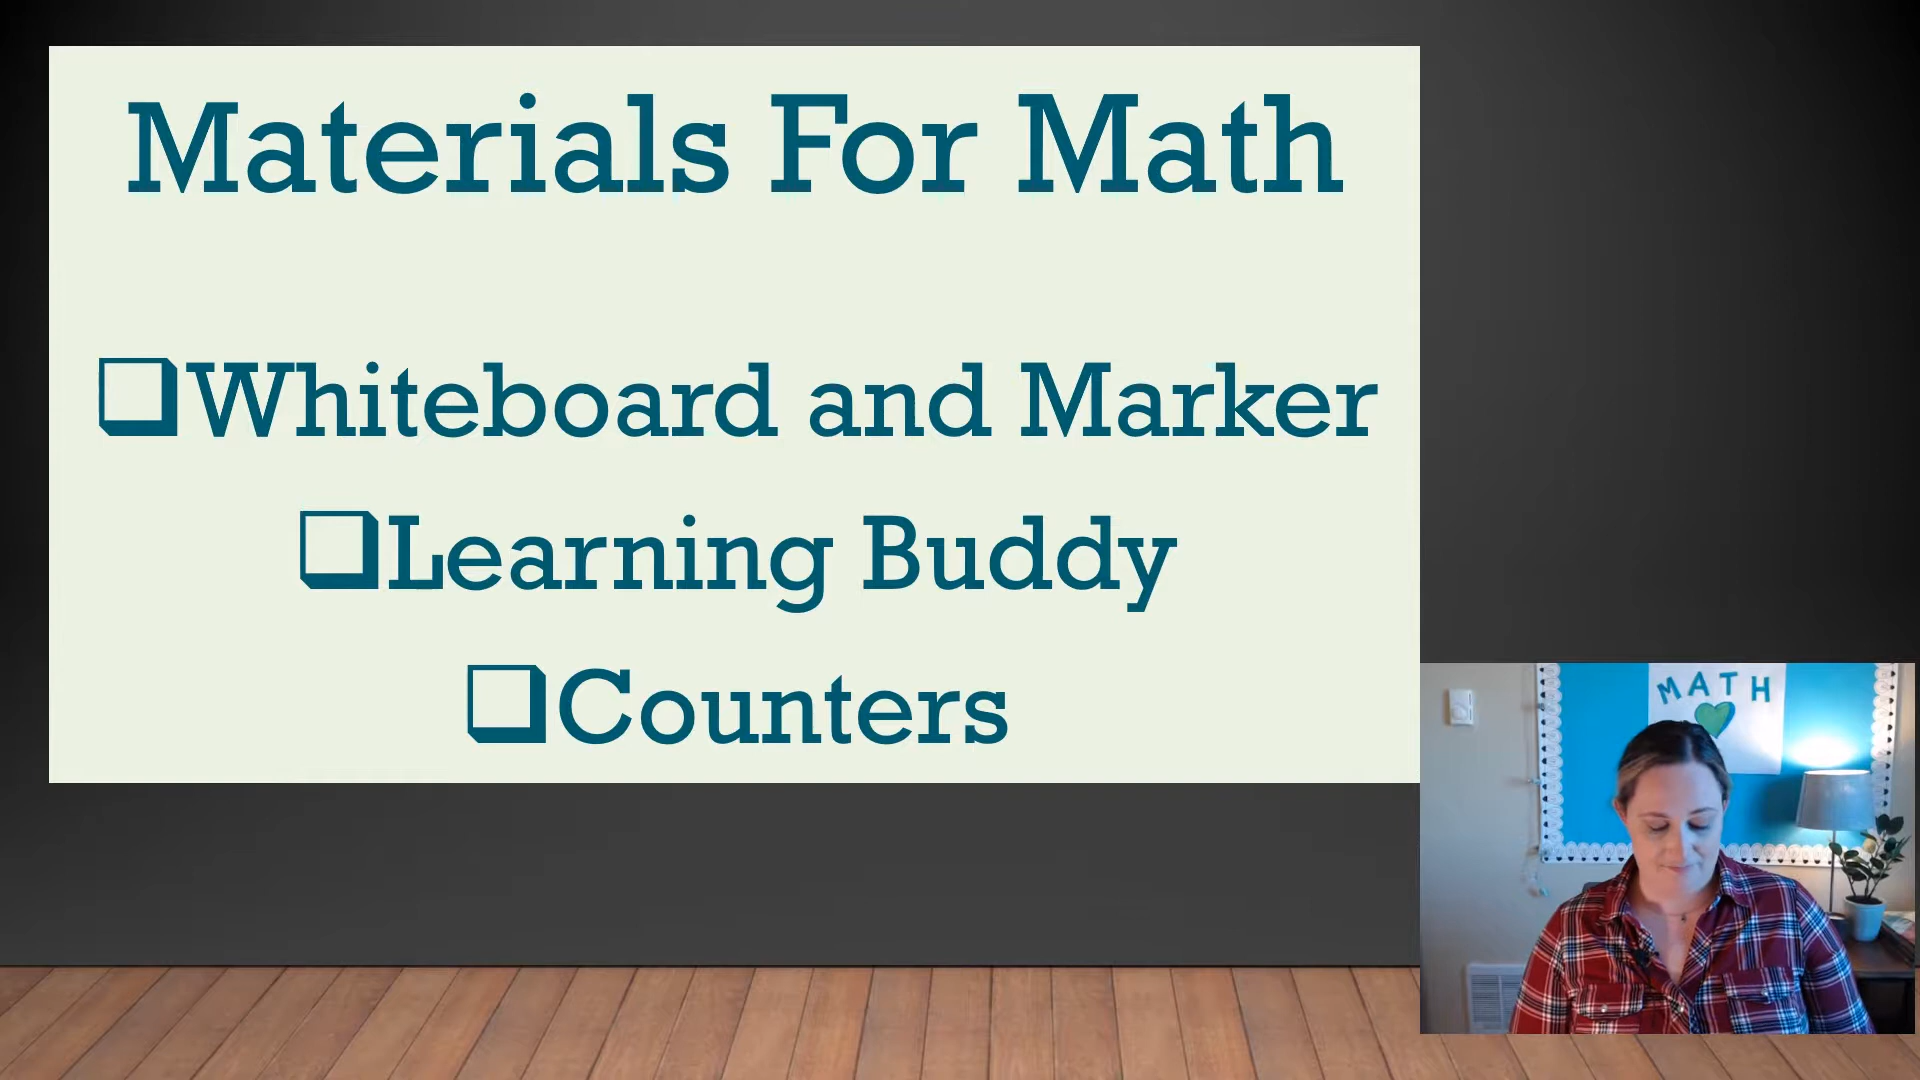 Materials For Math
❑Whiteboard and Marker
❑Learning Buddy
❑Counters
MATH